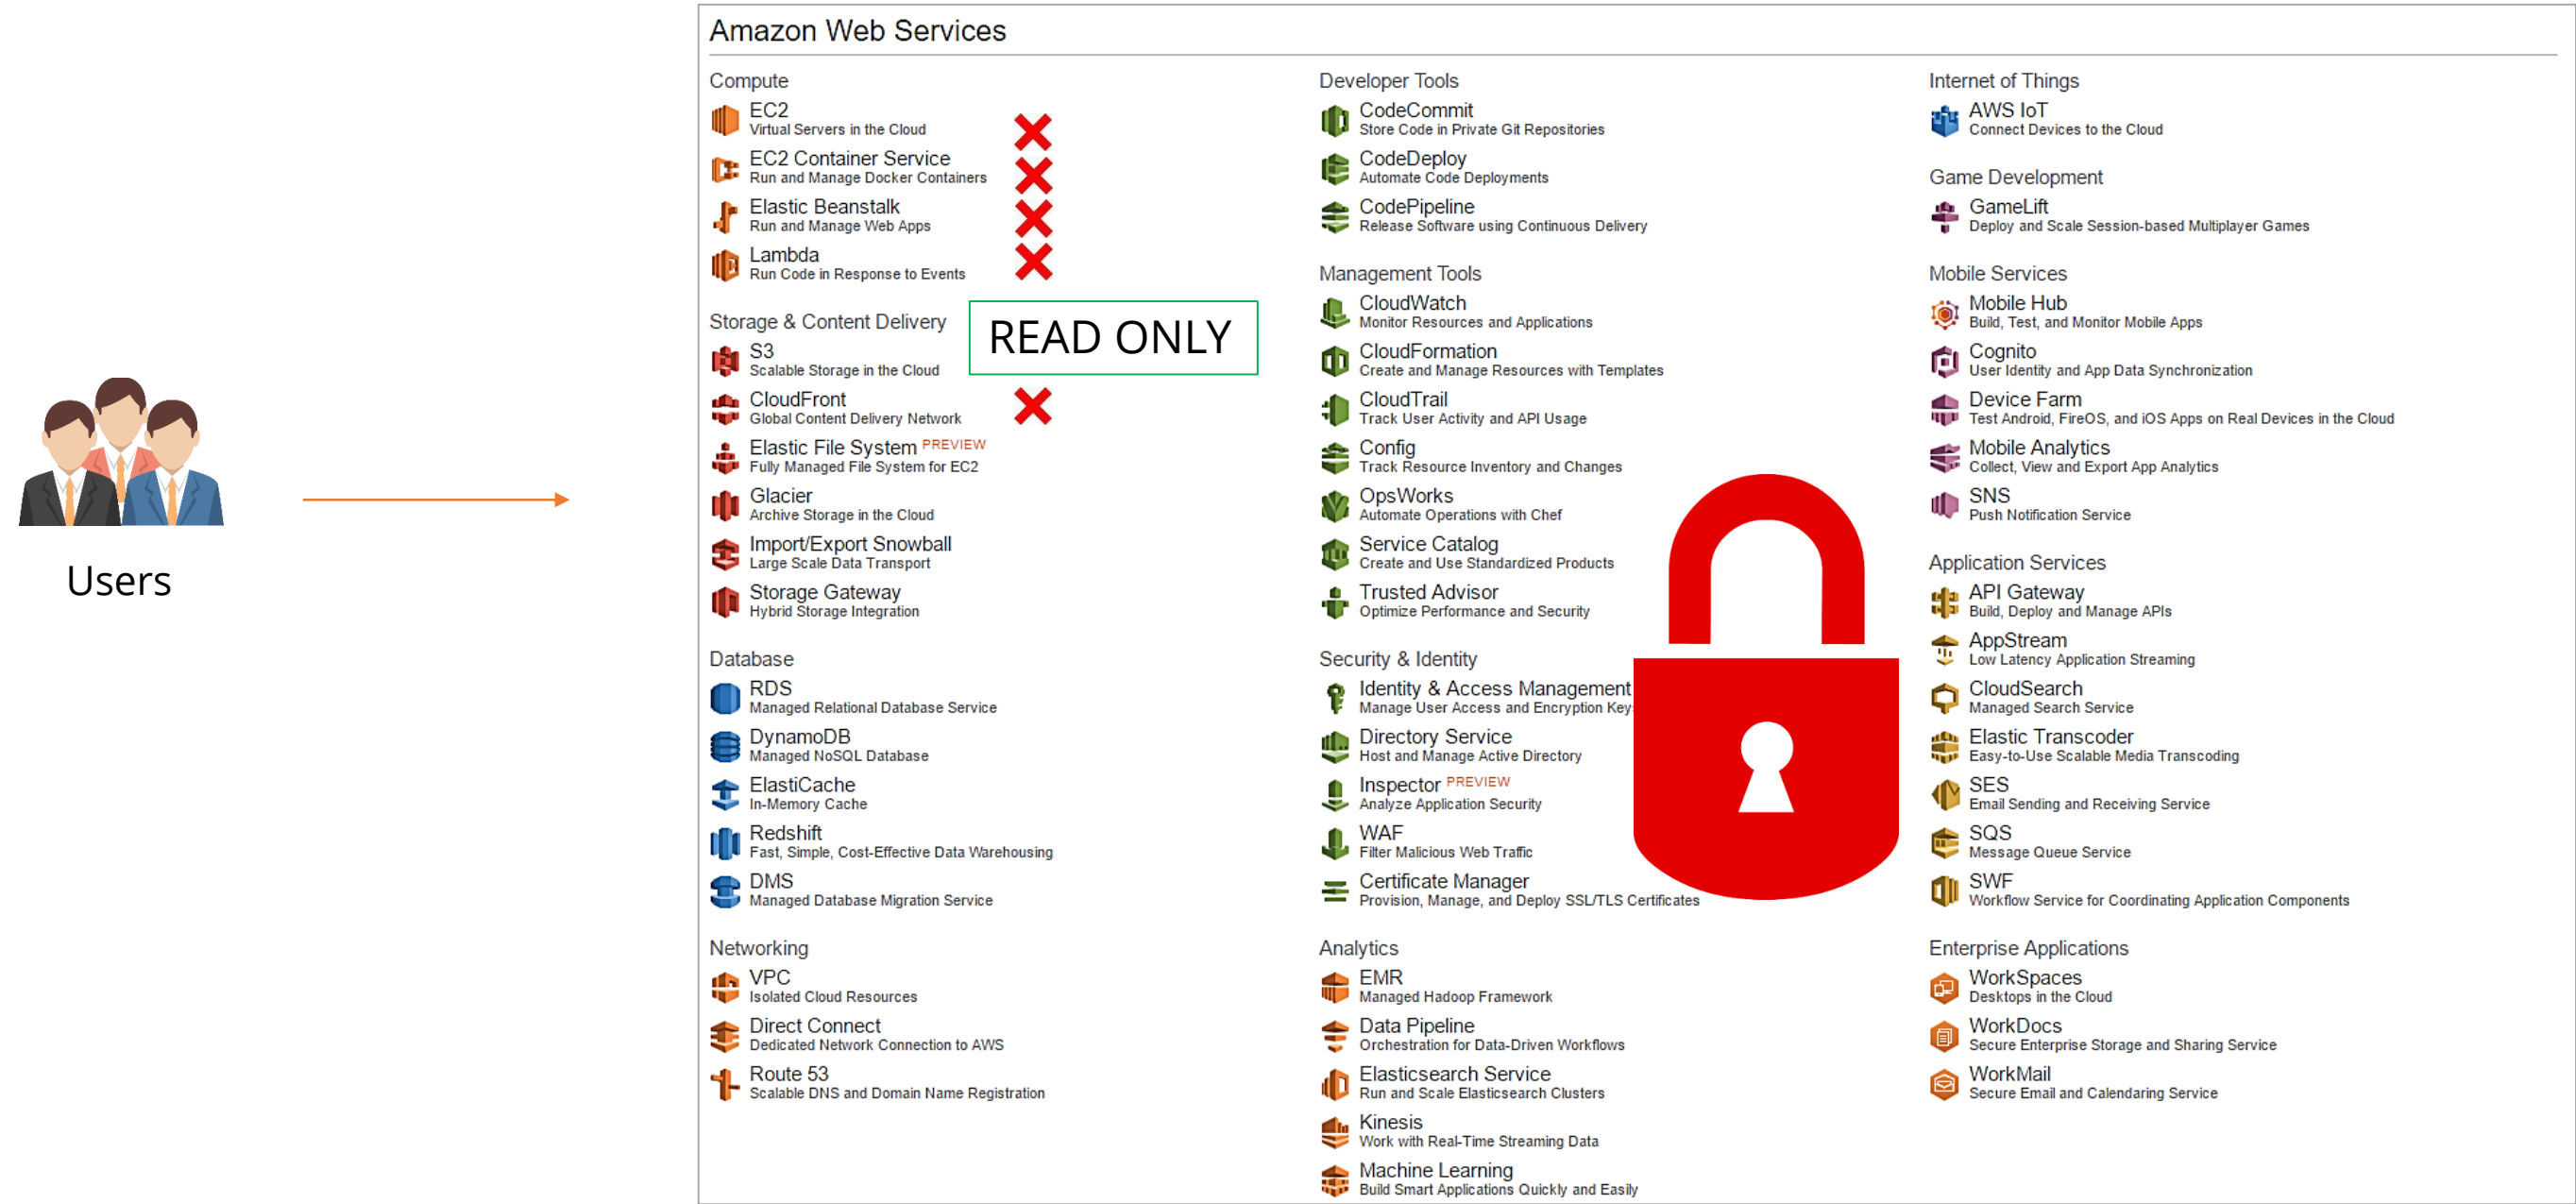 Amazon Web Services
Compute
EC2
Virtual Servers in the Cloud
EC2 Container Service
Run and Manage Docker Containers
Elastic Beanstalk
Run and Manage Web Apps
Lambda
Run Code in Response to Events
Storage & Content Delivery
READ ONLY
S3
Scalable Storage in the Cloud
CloudFront
Global Content Delivery Network
Elastic File System PREVIEW
Fully Managed File System for EC2
Glacier
Archive Storage in the Cloud
Import/Export Snowball
Large Scale Data Transport
Storage Gateway
Hybrid Storage Integration
Database
RDS
Managed Relational Database Service
DynamoDB
Managed NoSQL Database
ElastiCache
In-Memory Cache
Redshift
Fast, Simple, Cost-Effective Data Warehousing
DMS
Managed Database Migration Service
Networking
VPC
Isolated Cloud Resources
Direct Connect
Dedicated Network Connection to AWS
Route 53
Scalable DNS and Domain Name Registration
Developer Tools
CodeCommit
Store Code in Private Git Repositories
CodeDeploy
Automate Code Deployments
CodePipeline
Release Software using Continuous Delivery
Management Tools
CloudWatch
Monitor Resources and Applications
CloudFormation
Create and Manage Resources with Templates
CloudTrail
Track User Activity and API Usage
Config
Track Resource Inventory and Changes
OpsWorks
Automate Operations with Chef
Service Catalog
Create and Use Standardized Products
Trusted Advisor
Optimize Performance and Security
Security & Identity
Identity & Access Management
Manage User Access and Encryption Key
Directory Service
Host and Manage Active Directory
Inspector PREVIEW
Analyze Application Security
WAF
Filter Malicious Web Traffic
Certificate Manager
Provision, Manage, and Deploy SSL/TLS Certificates
Analytics
EMR
Managed Hadoop Framework
Data Pipeline
Orchestration for Data-Driven Workflows
Elasticsearch Service
Run and Scale Elasticsearch Clusters
Kinesis
Work with Real-Time Streaming Data
Machine Learning
Build Smart Applications Quickly and Easily
Internet of Things
AWS IoT
Connect Devices to the Cloud
Game Development
GameLift
Deploy and Scale Session-based Multiplayer Games
Mobile Services
Mobile Hub
Build, Test, and Monitor Mobile Apps
Cognito
User Identity and App Data Synchronization
Device Farm
Test Android, FireOS, and iOS Apps on Real Devices in the Cloud
Mobile Analytics
Collect, View and Export App Analytics
SNS
Push Notification Service
Application Services
API Gateway
Build, Deploy and Manage APIs
AppStream
Low Latency Application Streaming
CloudSearch
Managed Search Service
Elastic Transcoder
Easy-to-Use Scalable Media Transcoding
SES
Email Sending and Receiving Service
SQS
Message Queue Service
SWF
Workflow Service for Coordinating Application Components
Enterprise Applications
WorkSpaces
Desktops in the Cloud
WorkDocs
Secure Enterprise Storage and Sharing Service
WorkMail
Secure Email and Calendaring Service
Users